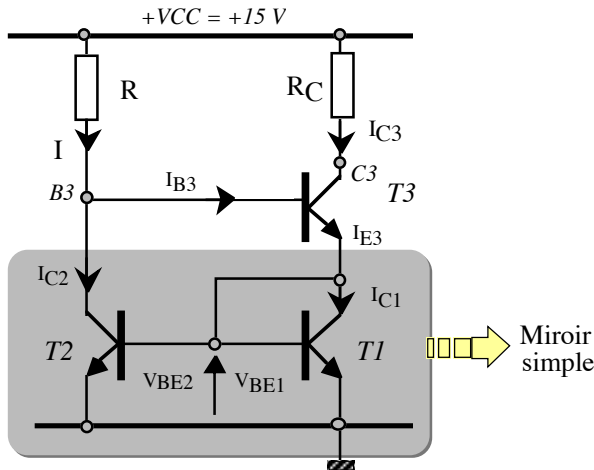 +VCC = +15 V
R
RC
I
IC3
C3
B3
IB3
T3
IE3
IC2
IC1
T2
T1
VBE2
VBE1
Miroir
simple